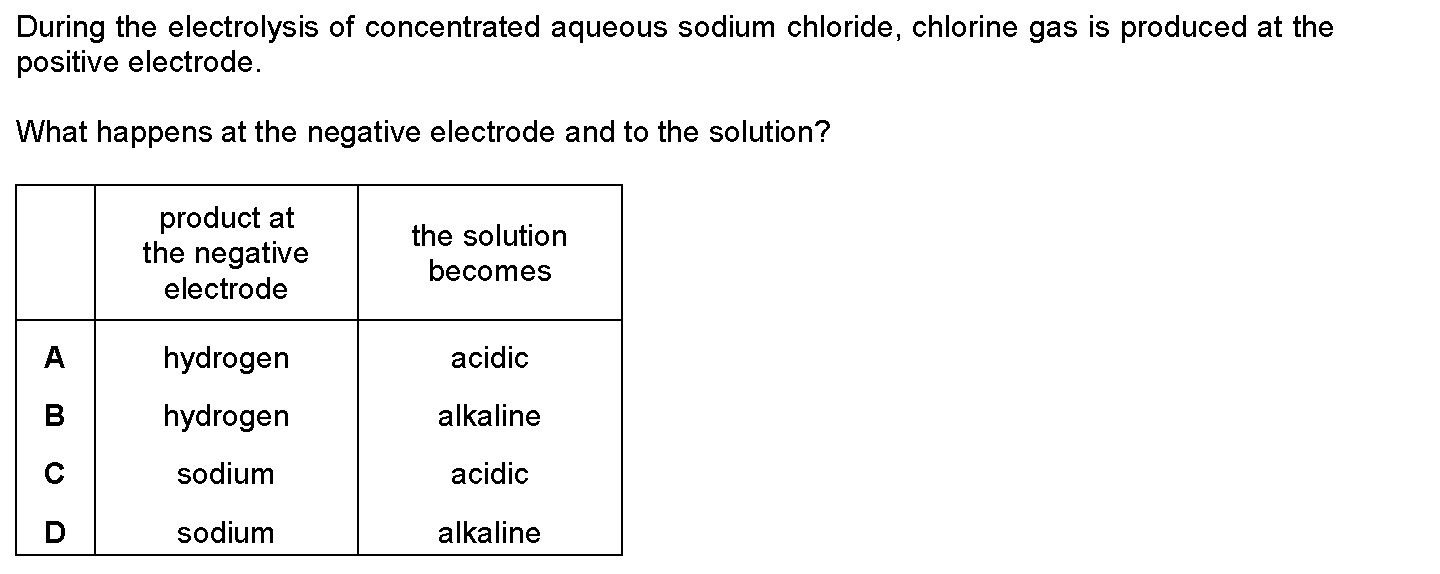 During the electrolysis of concentrated aqueous sodium chloride, chlorine gas is produced at the
positive electrode.
What happens at the negative electrode and to the solution?
product at
the negative
electrode
the solution
becomes
A hydrogen acidic
B hydrogen alkaline
C sodium acidic
D sodium alkaline